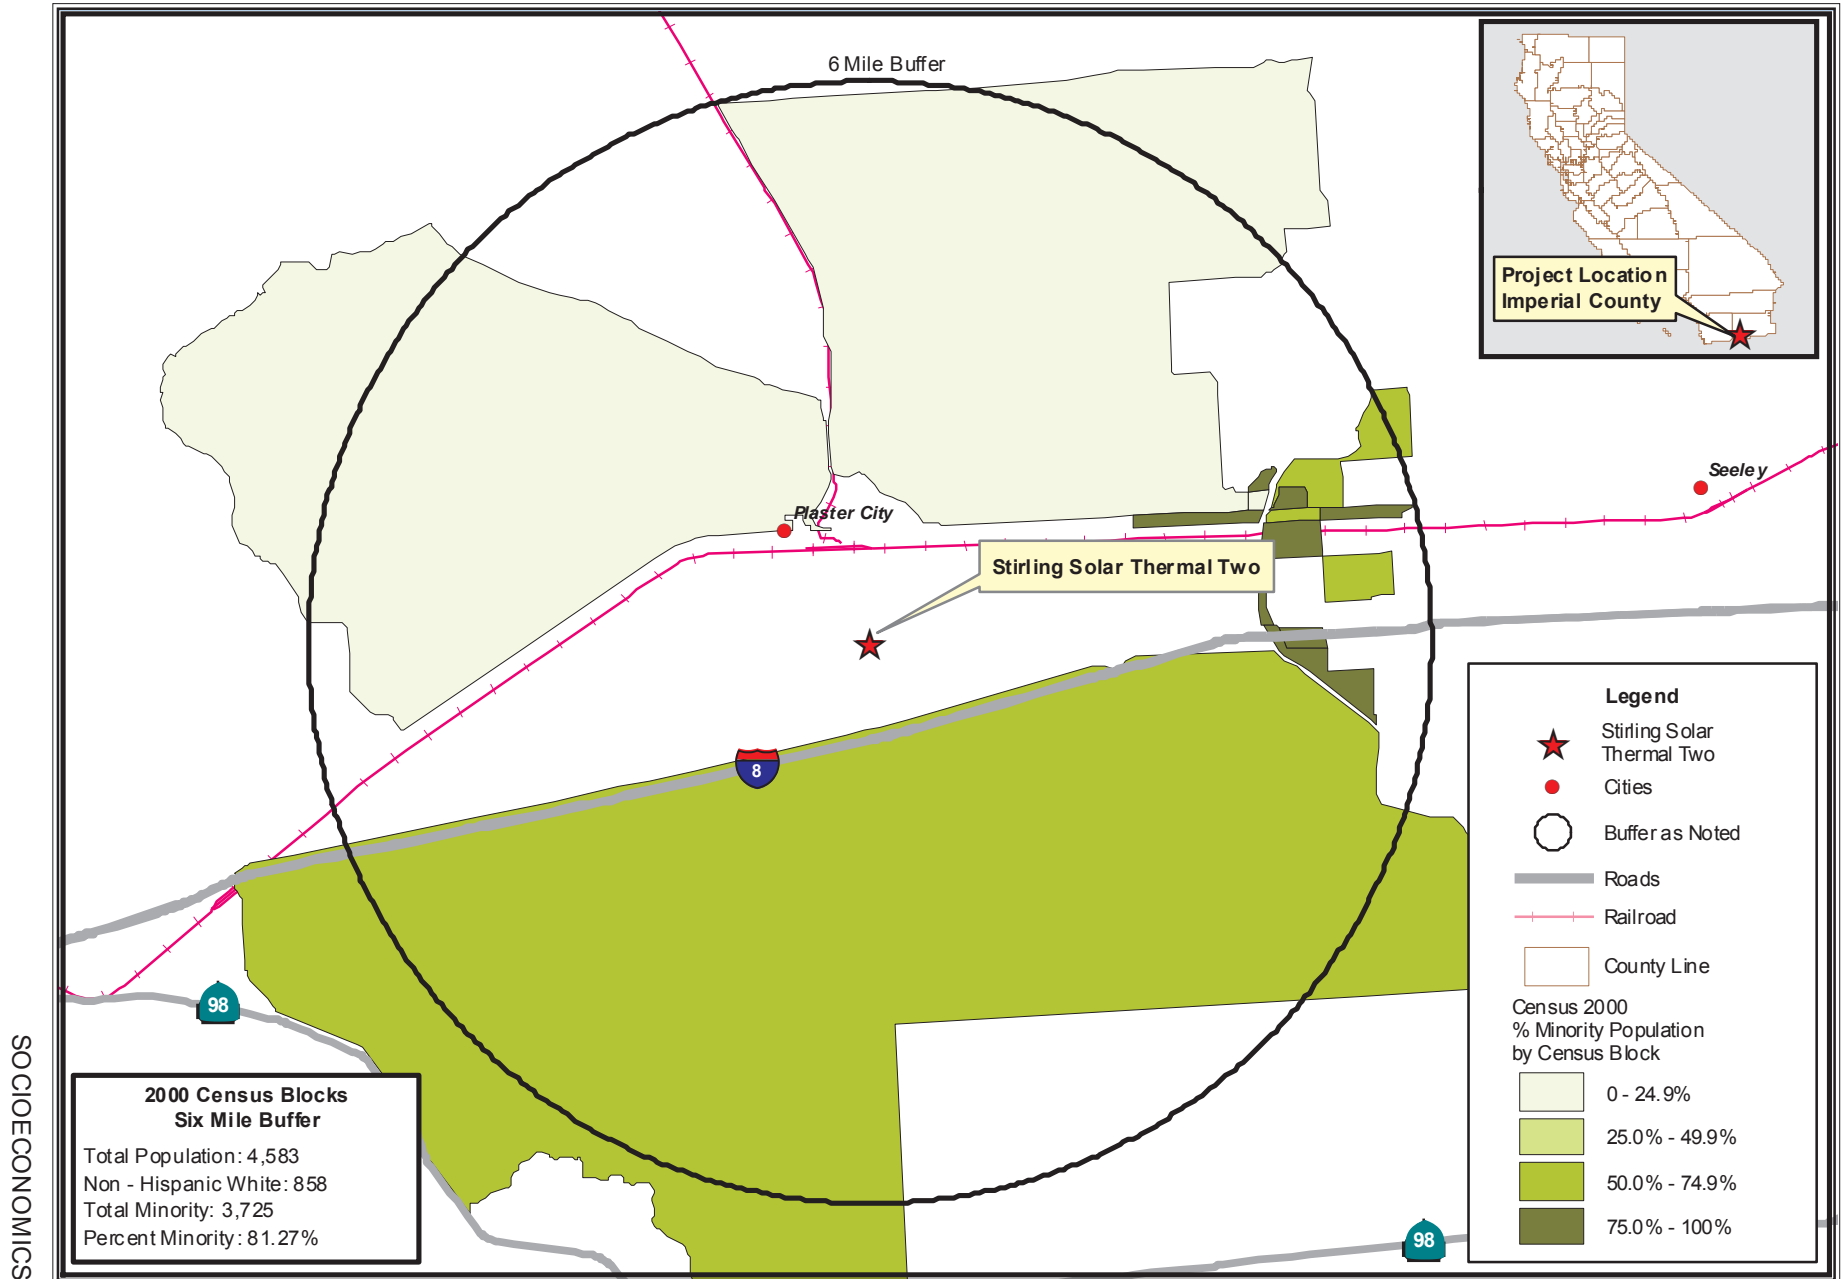 6 Mile Buffer
Project Location
Imperial County
Seeley
Plaster City
Stirling Solar Thermal Two
8
98
98
Legend
Stirling Solar
Thermal Two
Cities
Buffer as Noted
Roads
Railroad
County Line
Census 2000
% Minority Population
by Census Block
0 - 24.9%
25.0% - 49.9%
50.0% - 74.9%
75.0% - 100%
2000 Census Blocks
Six Mile Buffer
Total Population: 4,583
Non - Hispanic White: 858
Total Minority: 3,725
Percent Minority: 81.27%
SOCIOECONOMICS